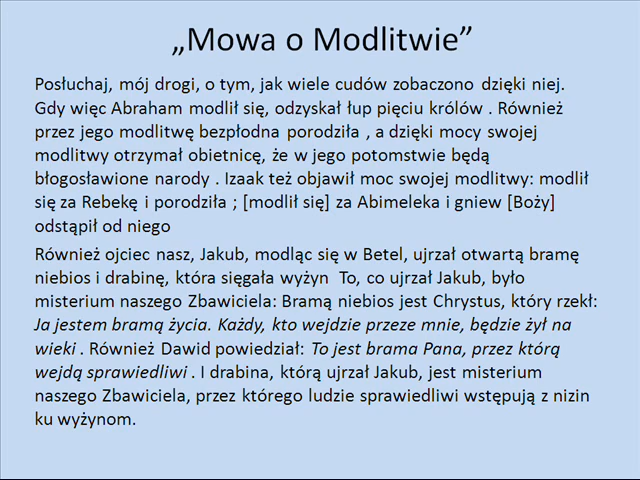 „Mowa o Modlitwie”
Posłuchaj, mój drogi, o tym, jak wiele cudów zobaczono dzięki niej.
Gdy więc Abraham modlił się, odzyskał łup pięciu królów . Również
przez jego modlitwę bezpłodna porodziła , a dzięki mocy swojej
modlitwy otrzymał obietnicę, że w jego potomstwie będą
błogosławione narody . Izaak też objawił moc swojej modlitwy: modlił
się za Rebekę i porodziła ; [modlił się] za Abimeleka i gniew [Boży]
odstąpił od niego
Również ojciec nasz, Jakub, modląc się w Betel, ujrzał otwartą bramę
niebios i drabinę, która sięgała wyżyn To, co ujrzał Jakub, było
misterium naszego Zbawiciela: Bramą niebios jest Chrystus, który rzekł:
Ja jestem bramą życia. Każdy, kto wejdzie przeze mnie, będzie żył na
wieki . Również Dawid powiedział: To jest brama Pana, przez którą
wejdą sprawiedliwi . I drabina, którą ujrzał Jakub, jest misterium
naszego Zbawiciela, przez którego ludzie sprawiedliwi wstępują z nizin
ku wyżynom.